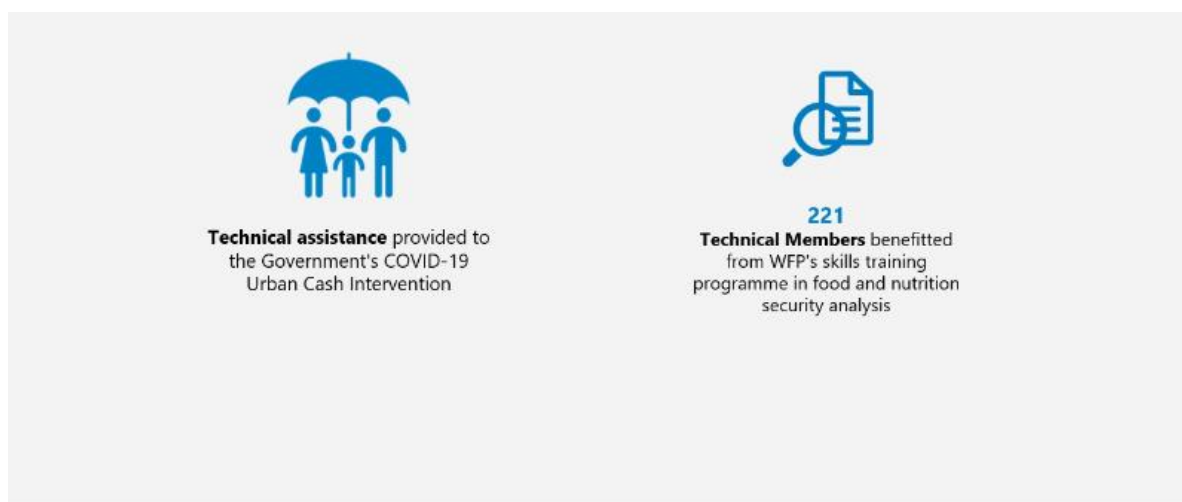 Technical assistance provided to
the Government's COVID-19
Urban Cash Intervention
221
Technical Members benefitted
from WFP's skills training
programme in food and nutrition
security analysis